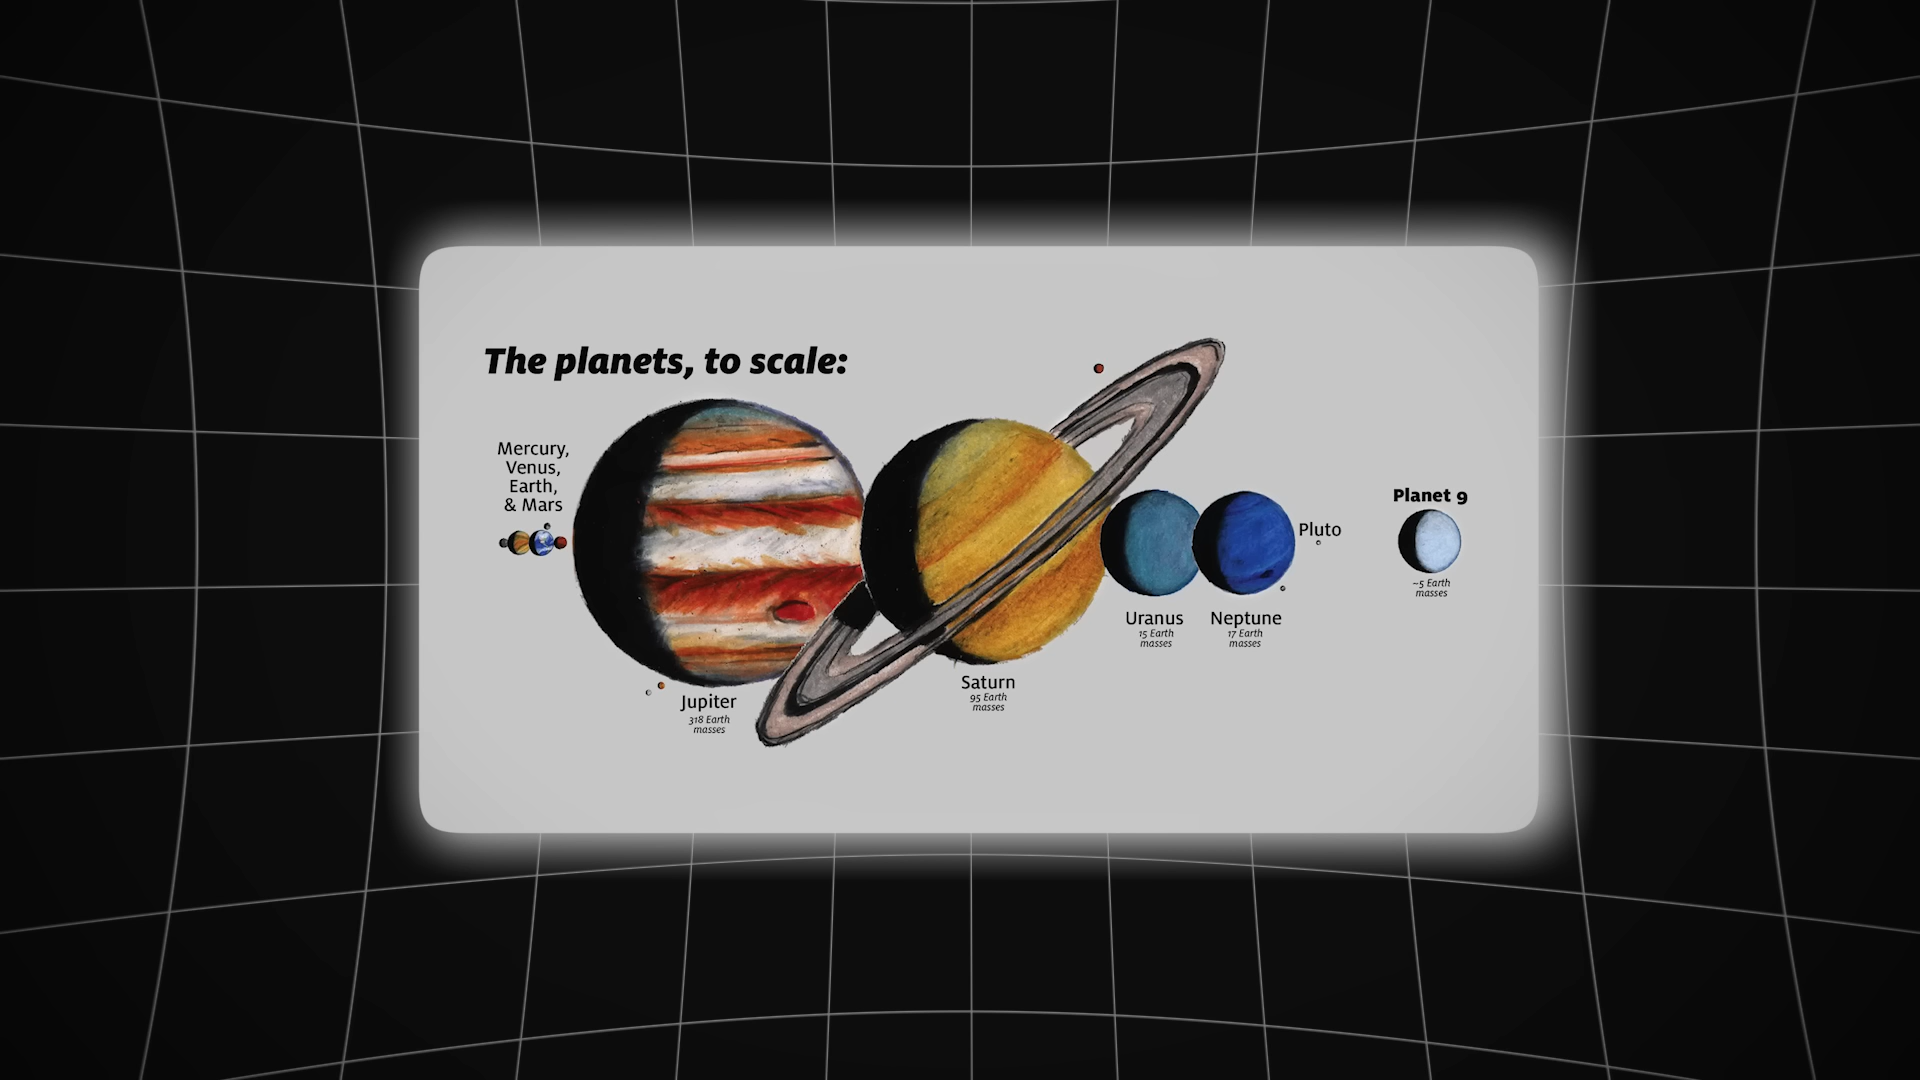 The planets, to scale:
Mercury,
Venus,
Earth,
& Mars
Jupiter
318 Earth
masses
Saturn
95 Earth
masses
Uranus
15 Earth
masses
Neptune
17 Earth
masses
Pluto
Planet 9
~5 Earth
masses